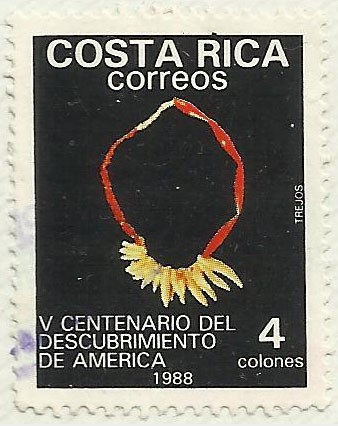 COSTA RICA
correos
TREJOS
V CENTENARIO DEL
DESCUBRIMIENTO
DE AMERICA
1988
4
colones